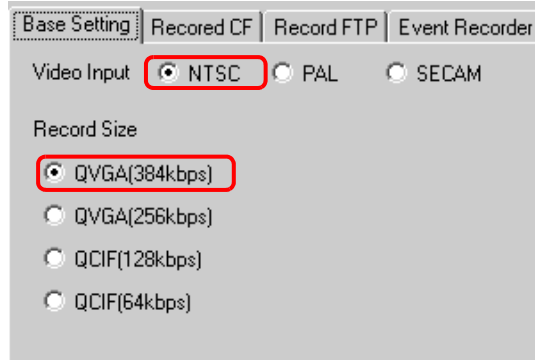 Base Setting Recored CF Record FTP Event Recorder
Video Input NTSC PAL SECAM
Record Size
QVGA(384kbps)
QVGA(256kbps)
QCIF(128kbps)
QCIF(64kbps)